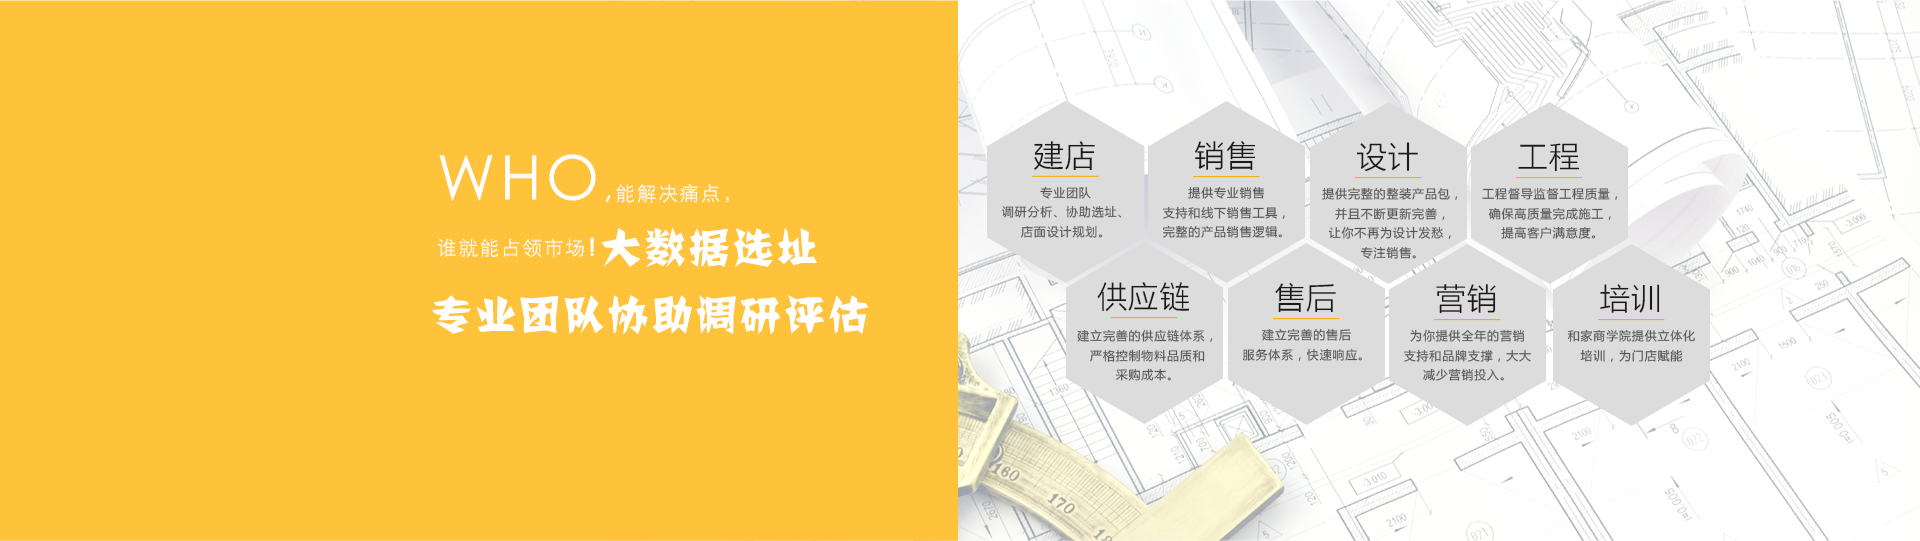 WHO,能解决痛点,
谁就能占领市场!大数据选址
专业团队协助调研评估
建店
专业团队
调研分析、协助选址、
店面设计规划。
销售
提供专业销售
支持和线下销售工具，
完整的产品销售逻辑。
设计
提供完整的整装产品包，
并且不断更新完善，
让你不再为设计发愁，
专注销售。
工程
工程督导监督工程质量，
确保高质量完成施工，
提高客户满意度。
供应链
建立完善的供应链体系，
严格控制物料品质和
采购成本。
售后
建立完善的售后
服务体系，快速响应。
营销
为你提供全年的营销
支持和品牌支撑，大大
减少营销投入。
培训
和家商学院提供立体化
培训，为门店赋能
160
170